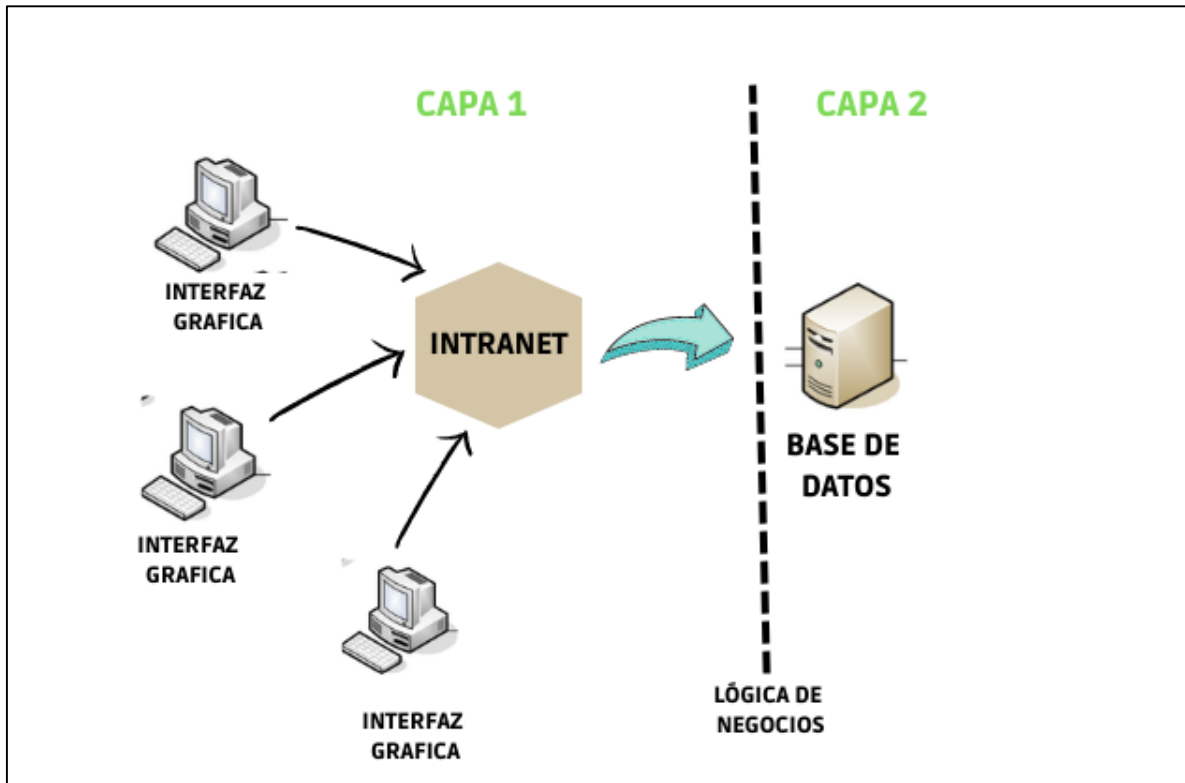 CAPA 1
CAPA 2
INTERFAZ
GRAFICA
INTRANET
BASE DE
DATOS
INTERFAZ
GRAFICA
INTERFAZ
GRAFICA
LÓGICA DE
NEGOCIOS